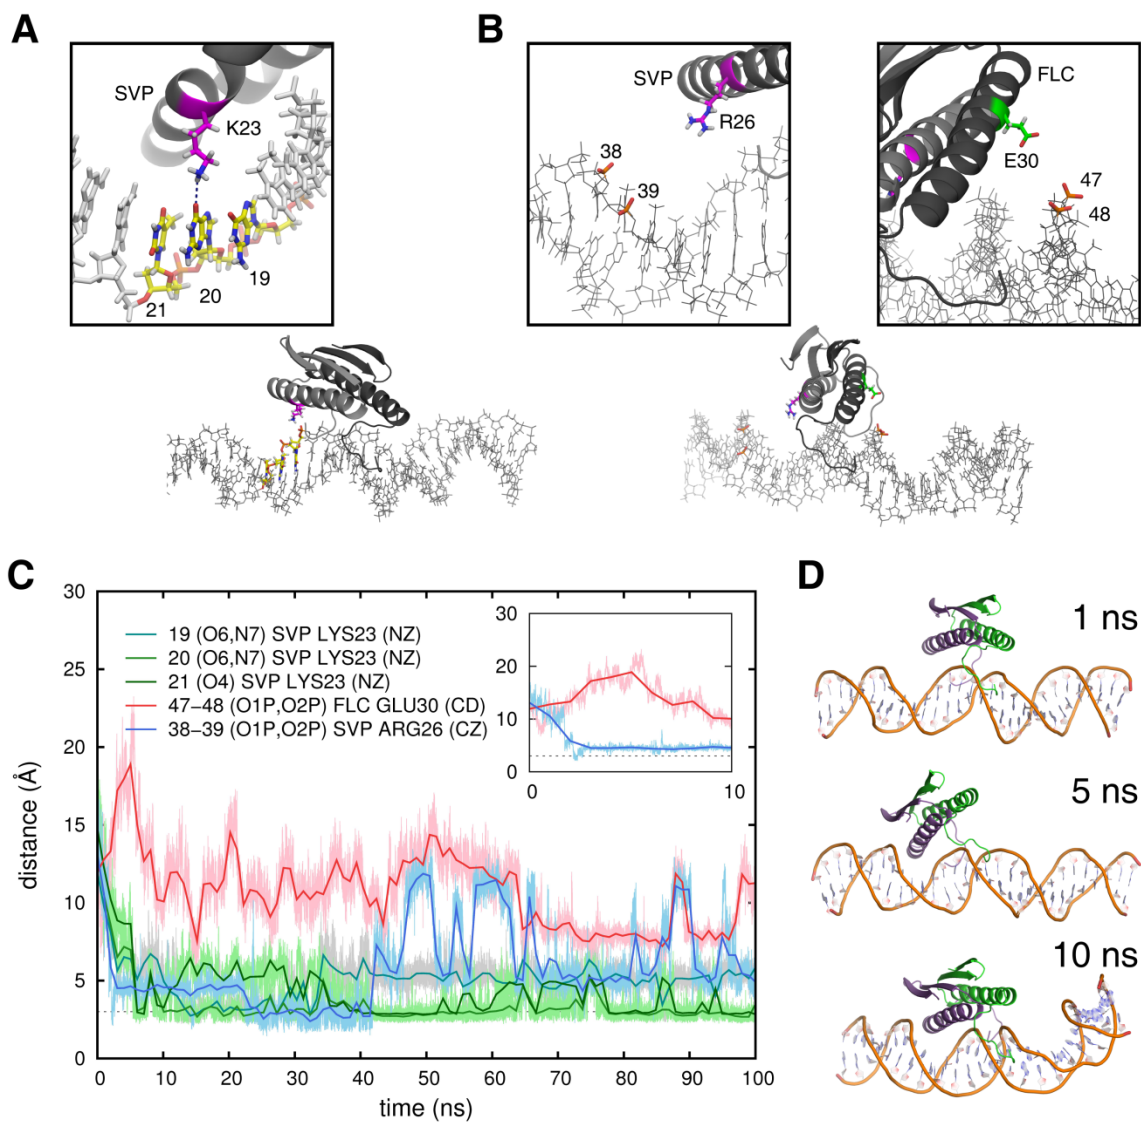 A
SVP
K23
19
20
21
B
SVP
R26
38
39
FLC
E30
47
48
C
30
25
20
15
10
5
0
distance (Å)
19 (O6,N7) SVP LYS23 (NZ)
20 (O6,N7) SVP LYS23 (NZ)
21 (O4) SVP LYS23 (NZ)
47−48 (O1P,O2P) FLC GLU30 (CD)
38−39 (O1P,O2P) SVP ARG26 (CZ)
30
20
10
0
0 10
0 10 20 30 40 50 60 70 80 90 100
time (ns)
D
1 ns
5 ns
10 ns